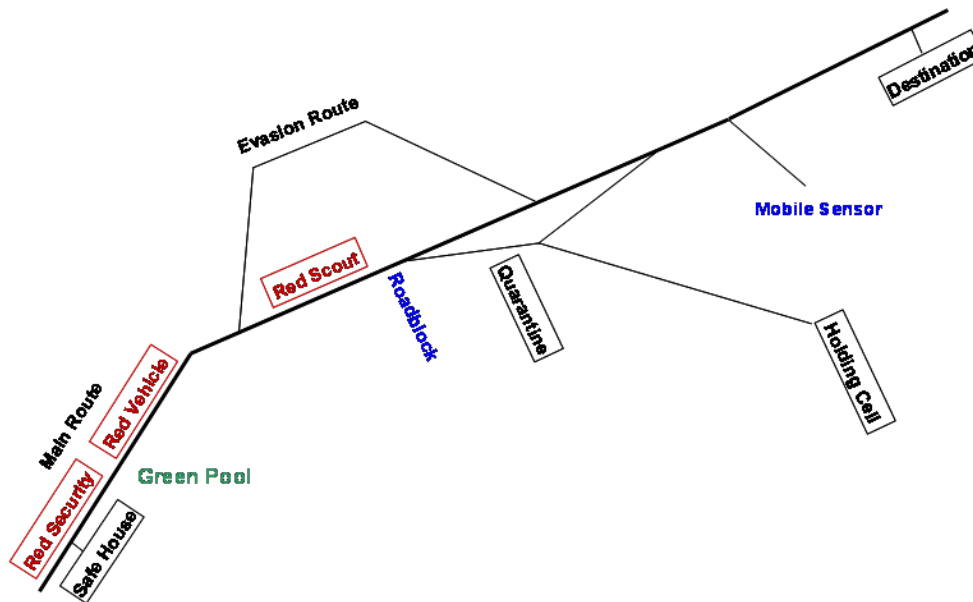 Destination
Evasion Route
Mobile Sensor
Red Scout
Roadblock
Quarantine
Holding Cell
Red Vehicle
Main Route
Green Pool
Red Security
Safe House